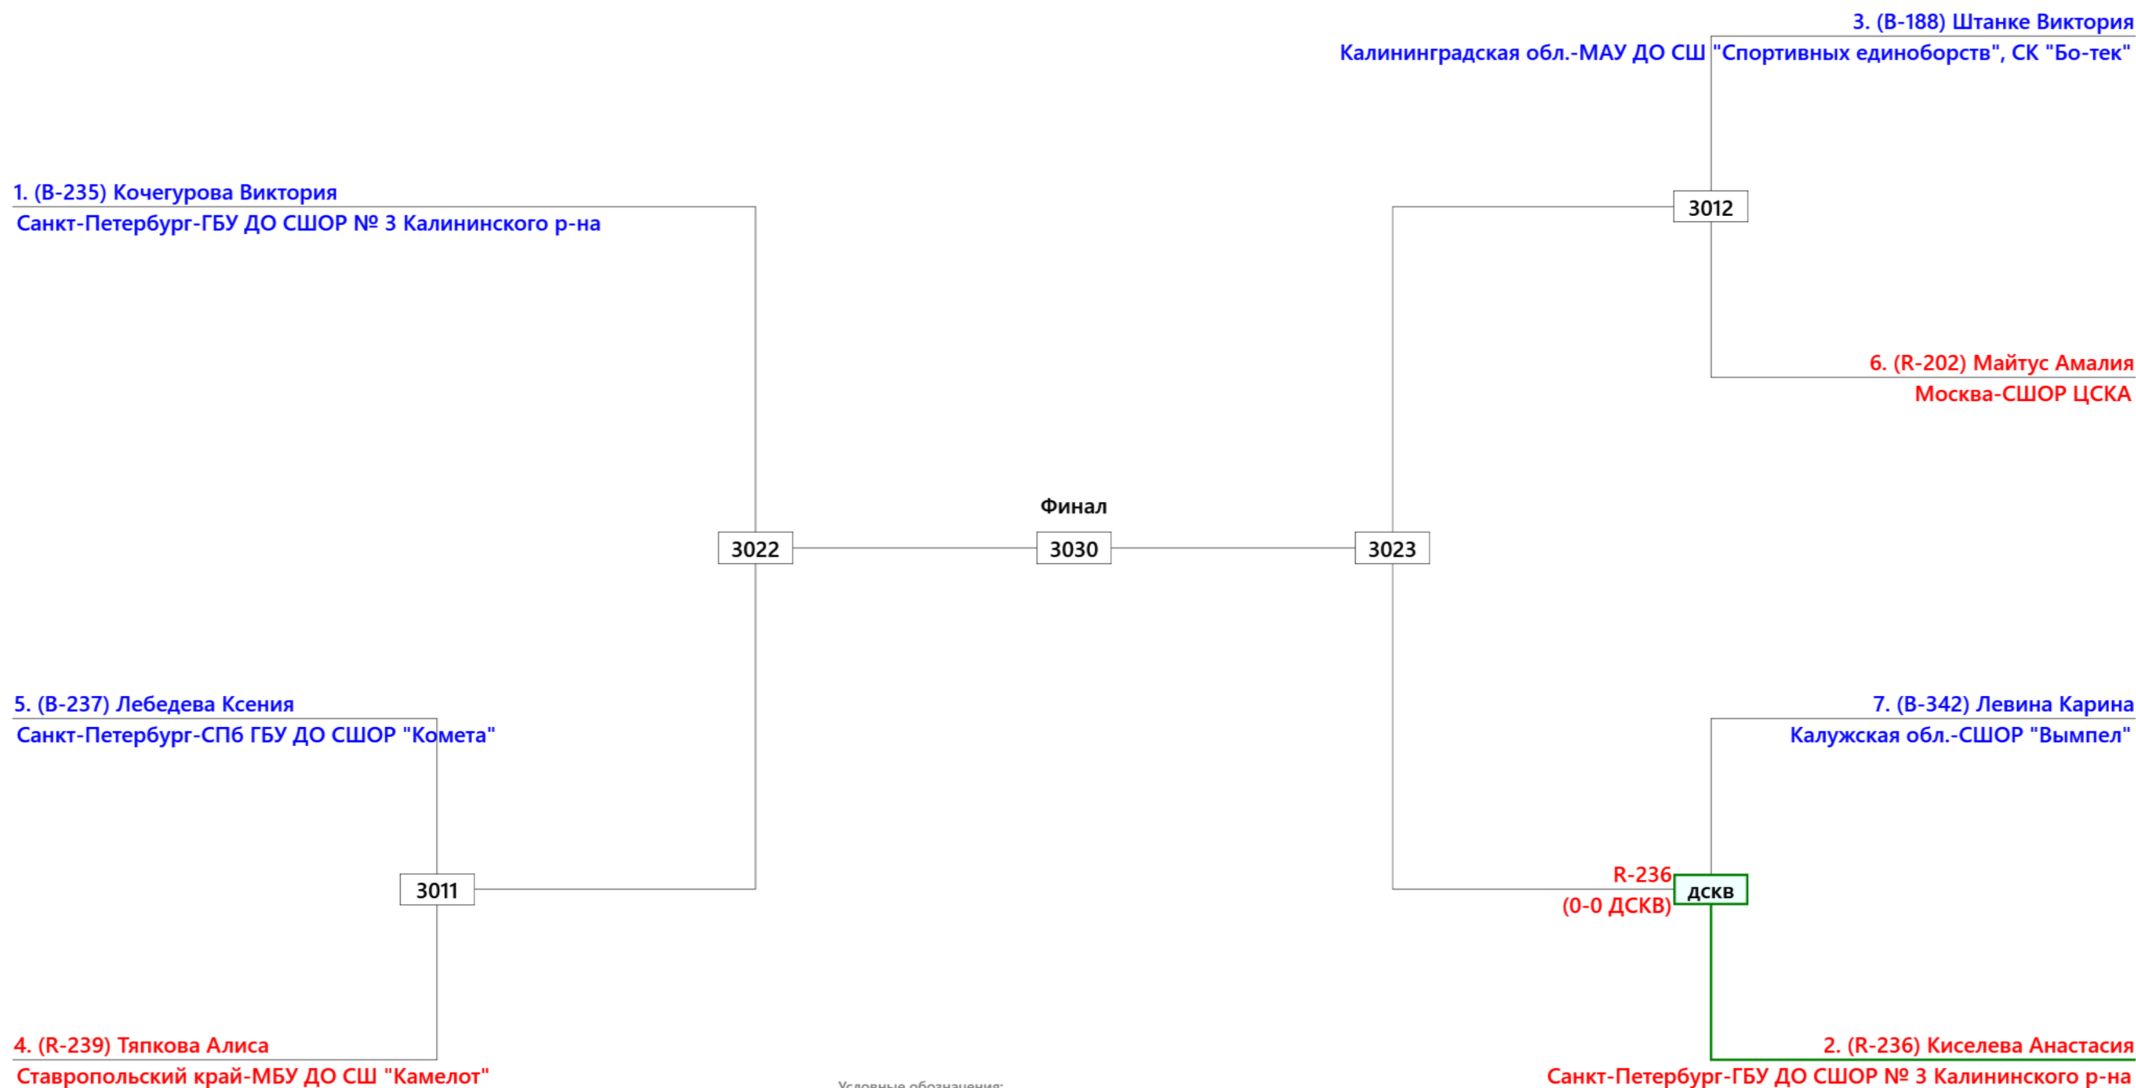 3. (B-188) Штанке Виктория
Калининградская обл.-МАУ ДО СШ "Спортивных единоборств", СК "Бо-тек"
1. (B-235) Кочегурова Виктория
Санкт-Петербург-ГБУ ДО СШОР № 3 Калининского р-на
3012
6. (R-202) Майтус Амалия
Москва-СШОР ЦСКА
Финал
3022
3030
3023
5. (B-237) Лебедева Ксения
Санкт-Петербург-СПб ГБУ ДО СШОР "Комета"
7. (B-342) Левина Карина
Калужская обл.-СШОР "Вымпел"
3011
R-236
(0-0 ДСКВ)
дскв
4. (R-239) Тяпкова Алиса
Ставропольский край-МБУ ДО СШ "Камелот"
2. (R-236) Киселева Анастасия
Санкт-Петербург-ГБУ ДО СШОР № 3 Калининского р-на
Условные обозначения: